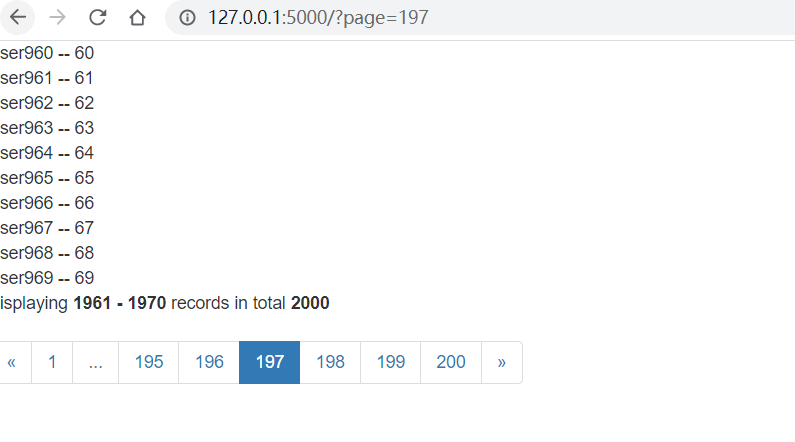 127.0.0.1:5000/?page=197
ser960 -- 60
ser961 -- 61
ser962 -- 62
ser963 -- 63
ser964 -- 64
ser965 -- 65
ser966 -- 66
ser967 -- 67
ser968 -- 68
ser969 -- 69
isplaying 1961 - 1970 records in total 2000
« 1 ... 195 196 197 198 199 200 »